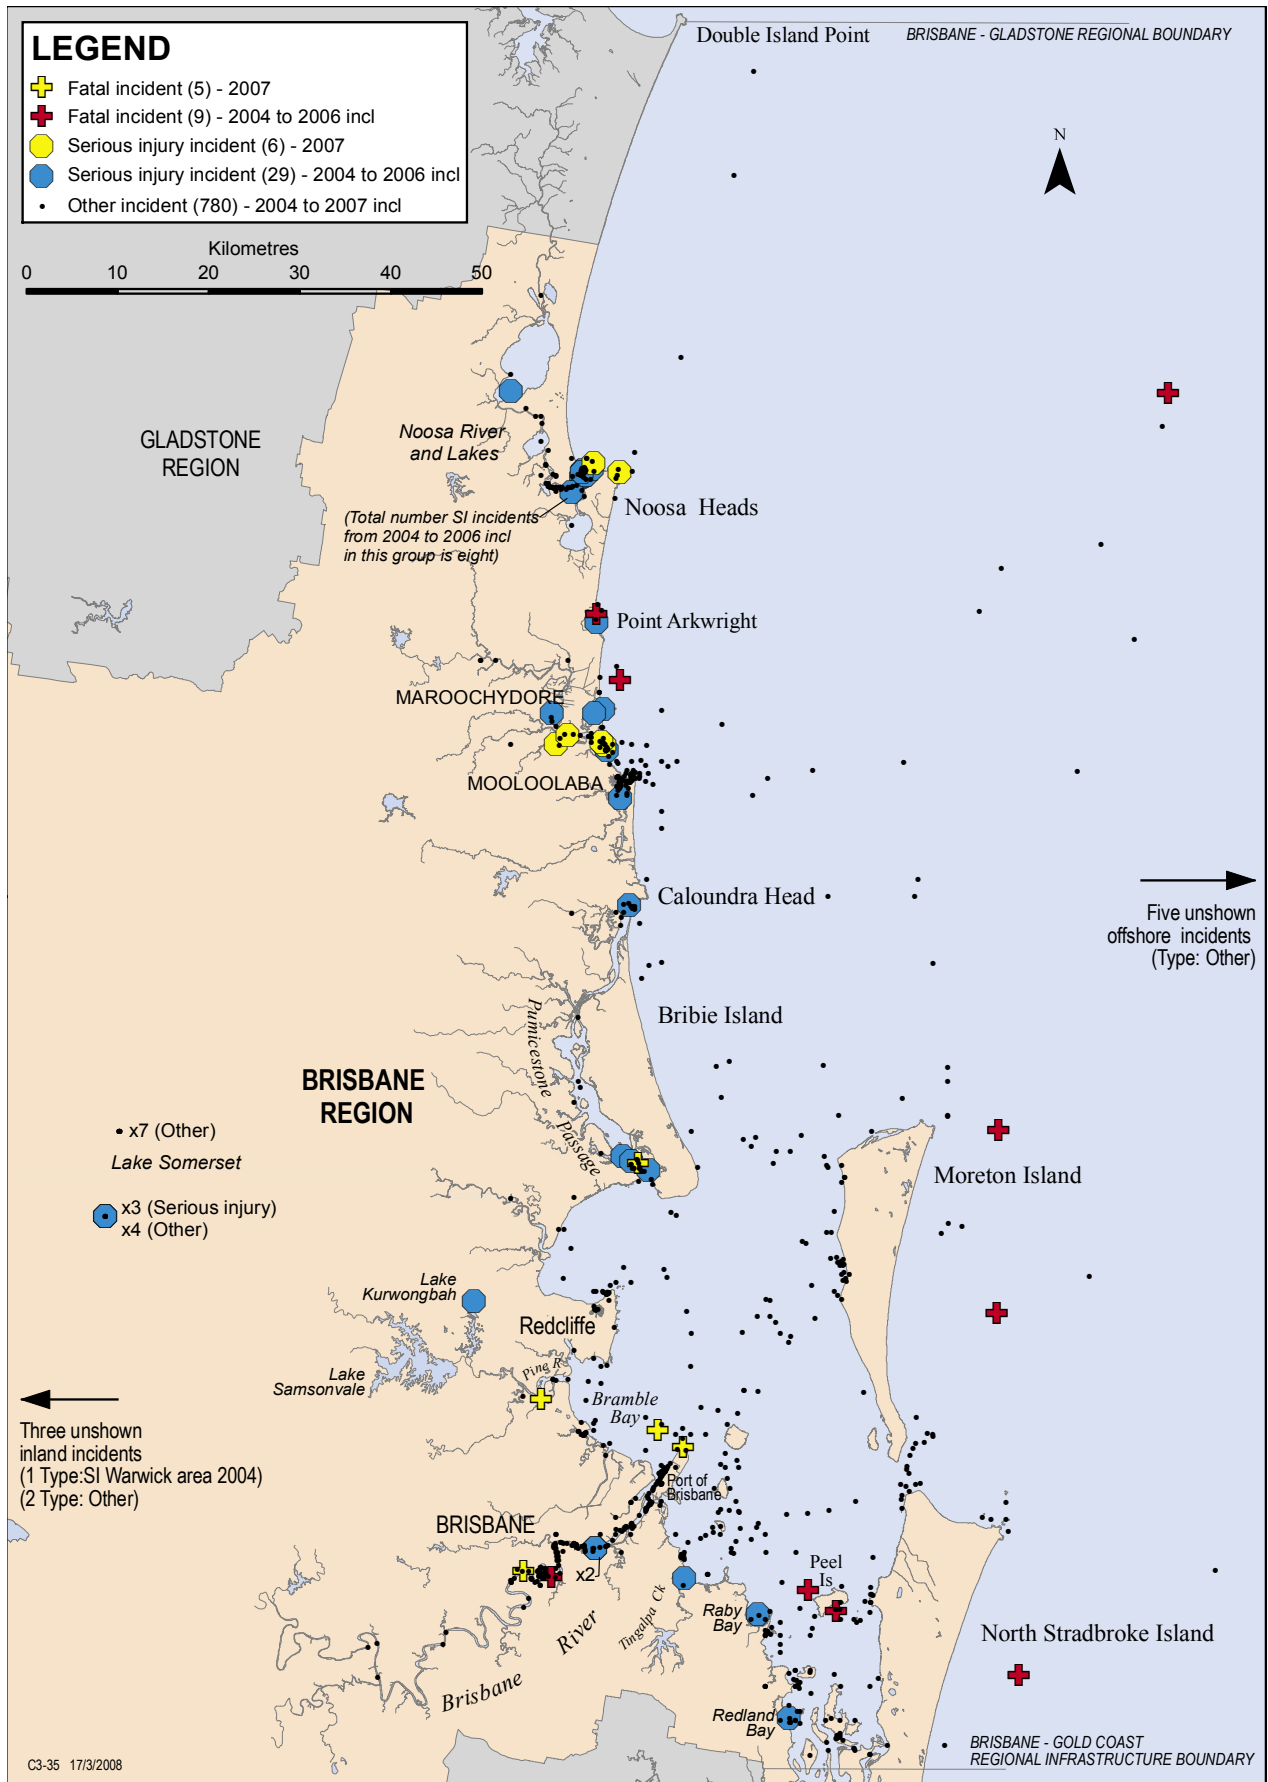 Double Island Point
BRISBANE - GLADSTONE REGIONAL BOUNDARY
LEGEND
Fatal incident (5) - 2007
Fatal incident (9) - 2004 to 2006 incl
Serious injury incident (6) - 2007
Serious injury incident (29) - 2004 to 2006 incl
Other incident (780) - 2004 to 2007 incl
N
Kilometres
0 10 20 30 40 50
GLADSTONE
REGION
Noosa River
and Lakes
Noosa Heads
(Total number SI incidents
from 2004 to 2006 incl
in this group is eight)
Point Arkwright
MAROOCHYDORE
MOOLOOLABA
Caloundra Head
Five unshown
offshore incidents
(Type: Other)
Bribie Island
Pumicestone
Passage
BRISBANE
REGION
x7 (Other)
Lake Somerset
x3 (Serious injury)
x4 (Other)
Moreton Island
Lake
Kurwongbah
Redcliffe
Lake
Samsonvale
Pine R
Bramble
Bay
Three unshown
inland incidents
(1 Type:SI Warwick area 2004)
(2 Type: Other)
Port of
Brisbane
BRISBANE
x2
Peel
Is
Tingalpa Ck
Raby
Bay
Brisbane
River
North Stradbroke Island
Redland
Bay
BRISBANE - GOLD COAST
REGIONAL INFRASTRUCTURE BOUNDARY
C3-35 17/3/2008